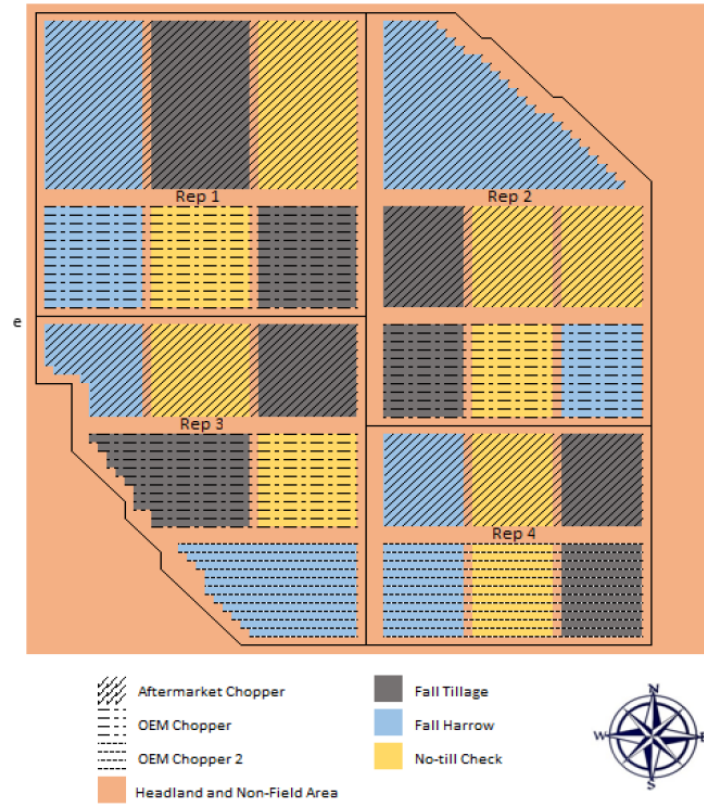 Rep 1
Rep 2
e
Rep 3
Rep 4
Aftermarket Chopper
OEM Chopper
OEM Chopper 2
Headland and Non-Field Area
Fall Tillage
Fall Harrow
No-till Check
N
W E
S